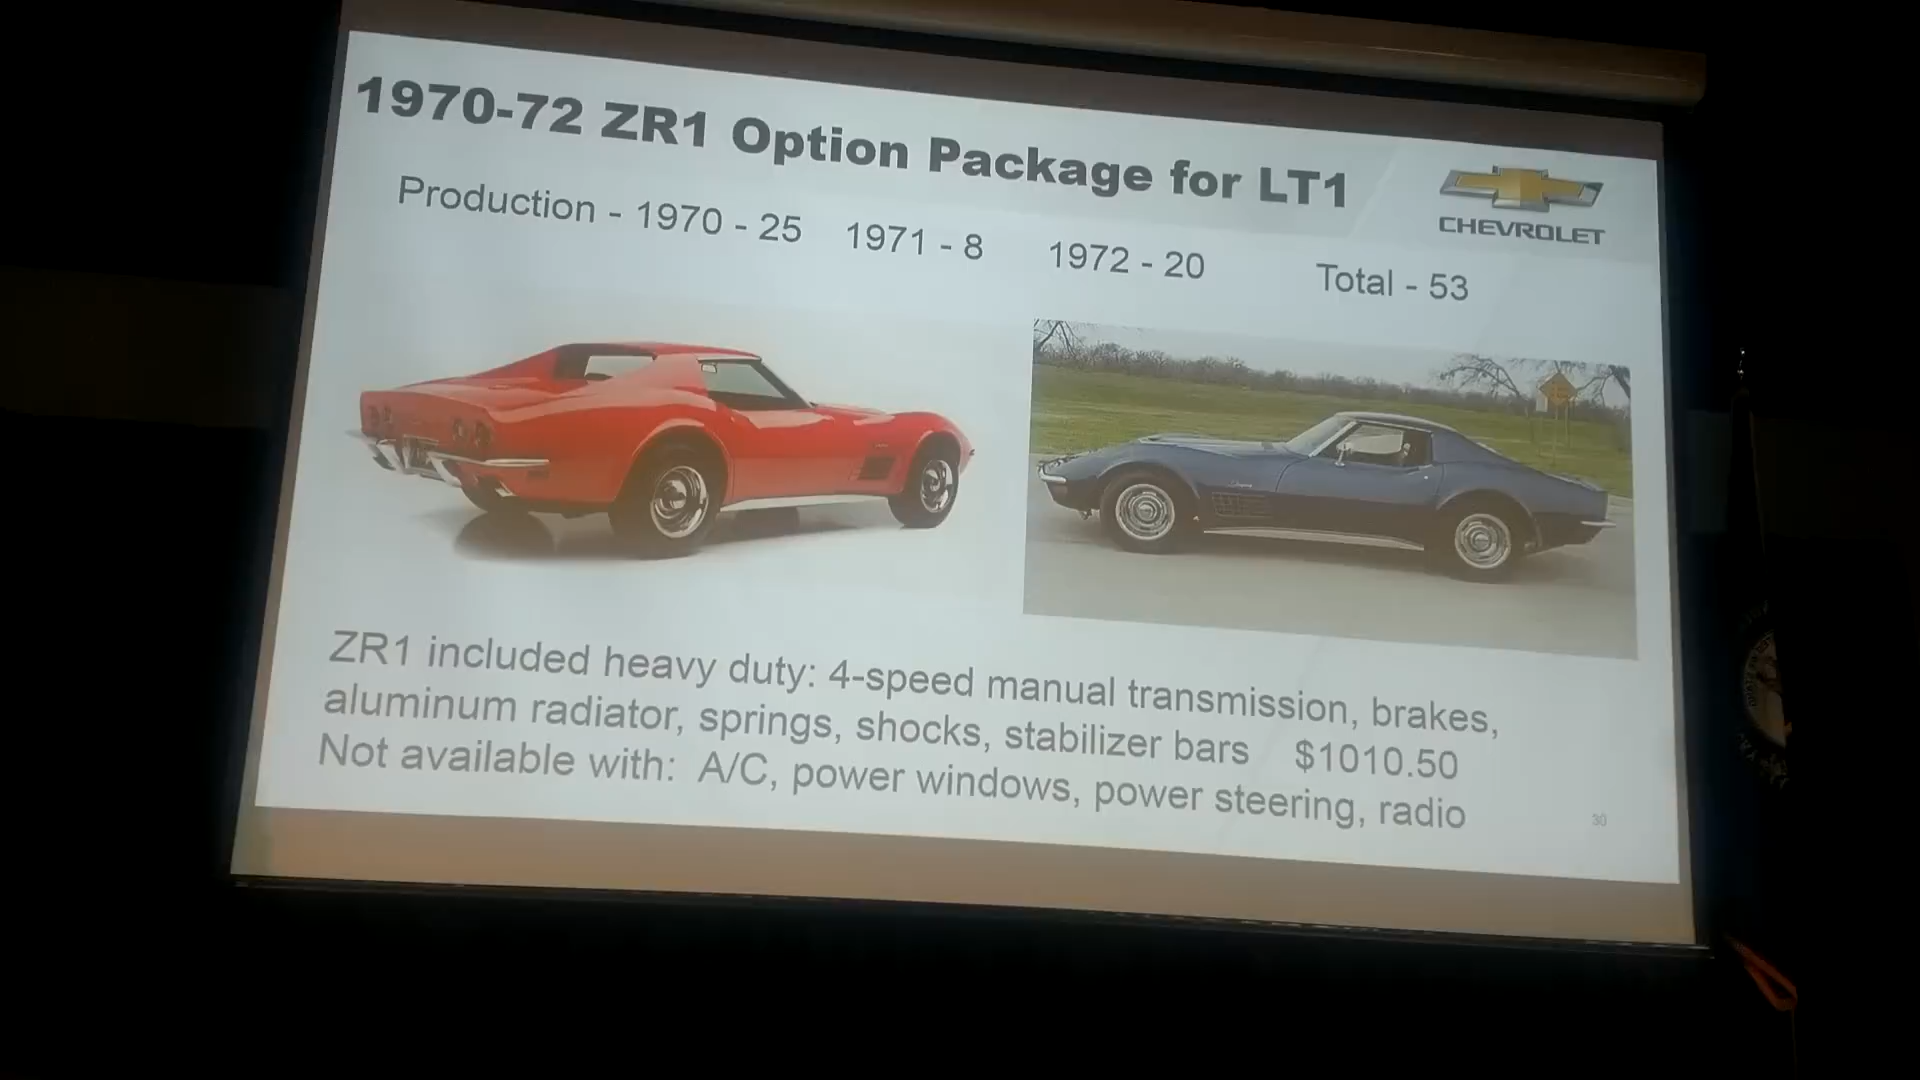 1970-72 ZR1 Option Package for LT1
CHEVROLET
Production - 1970 - 25 1971 - 8 1972 - 20 Total - 53
ZR1 included heavy duty: 4-speed manual transmission, brakes,
aluminum radiator, springs, shocks, stabilizer bars $1010.50
Not available with: A/C, power windows, power steering, radio
30